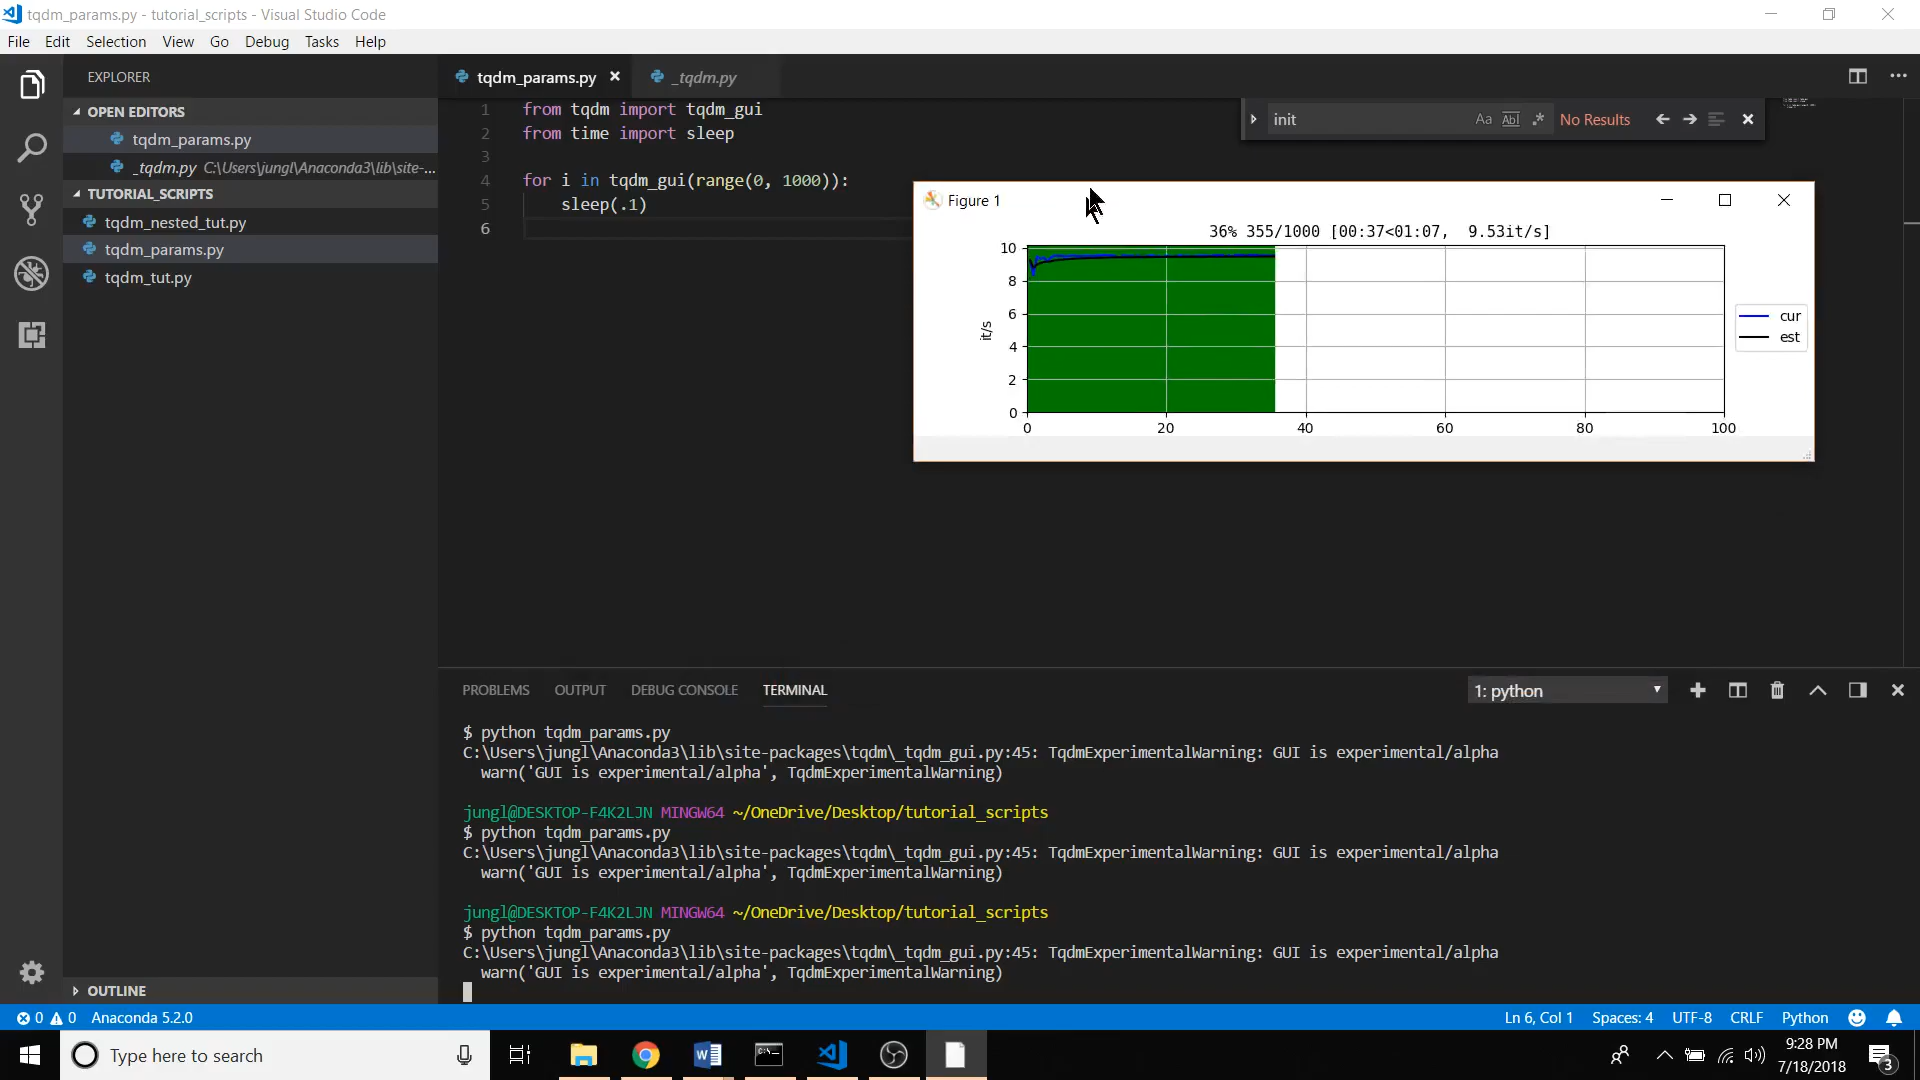 tqdm_params.py - tutorial_scripts - Visual Studio Code
File Edit Selection View Go Debug Tasks Help
EXPLORER
OPEN EDITORS
tqdm_params.py
_tqdm.py C:\Users\jungl\Anaconda3\lib\site-...
TUTORIAL_SCRIPTS
tqdm_nested_tut.py
tqdm_params.py
tqdm_tut.py
OUTLINE
tqdm_params.py _tqdm.py
1 from tqdm import tqdm_gui
2 from time import sleep
3
4 for i in tqdm_gui(range(0, 1000)):
5 sleep(.1)
6
init Aa Abl .* No Results
Figure 1
36% 355/1000 [00:37<01:07, 9.53it/s]
10
8
6
4
2
0
it/s
0 20 40 60 80 100
cur
est
PROBLEMS OUTPUT DEBUG CONSOLE TERMINAL
1: python
$ python tqdm_params.py
C:\Users\jungl\Anaconda3\lib\site-packages\tqdm\_tqdm_gui.py:45: TqdmExperimentalWarning: GUI is experimental/alpha
warn('GUI is experimental/alpha', TqdmExperimentalWarning)
jungl@DESKTOP-F4K2LJN MINGW64 ~/OneDrive/Desktop/tutorial_scripts
$ python tqdm_params.py
C:\Users\jungl\Anaconda3\lib\site-packages\tqdm\_tqdm_gui.py:45: TqdmExperimentalWarning: GUI is experimental/alpha
warn('GUI is experimental/alpha', TqdmExperimentalWarning)
jungl@DESKTOP-F4K2LJN MINGW64 ~/OneDrive/Desktop/tutorial_scripts
$ python tqdm_params.py
C:\Users\jungl\Anaconda3\lib\site-packages\tqdm\_tqdm_gui.py:45: TqdmExperimentalWarning: GUI is experimental/alpha
warn('GUI is experimental/alpha', TqdmExperimentalWarning)
0 0 Anaconda 5.2.0
Ln 6, Col 1 Spaces: 4 UTF-8 CRLF Python
Type here to search
9:28 PM
7/18/2018
3